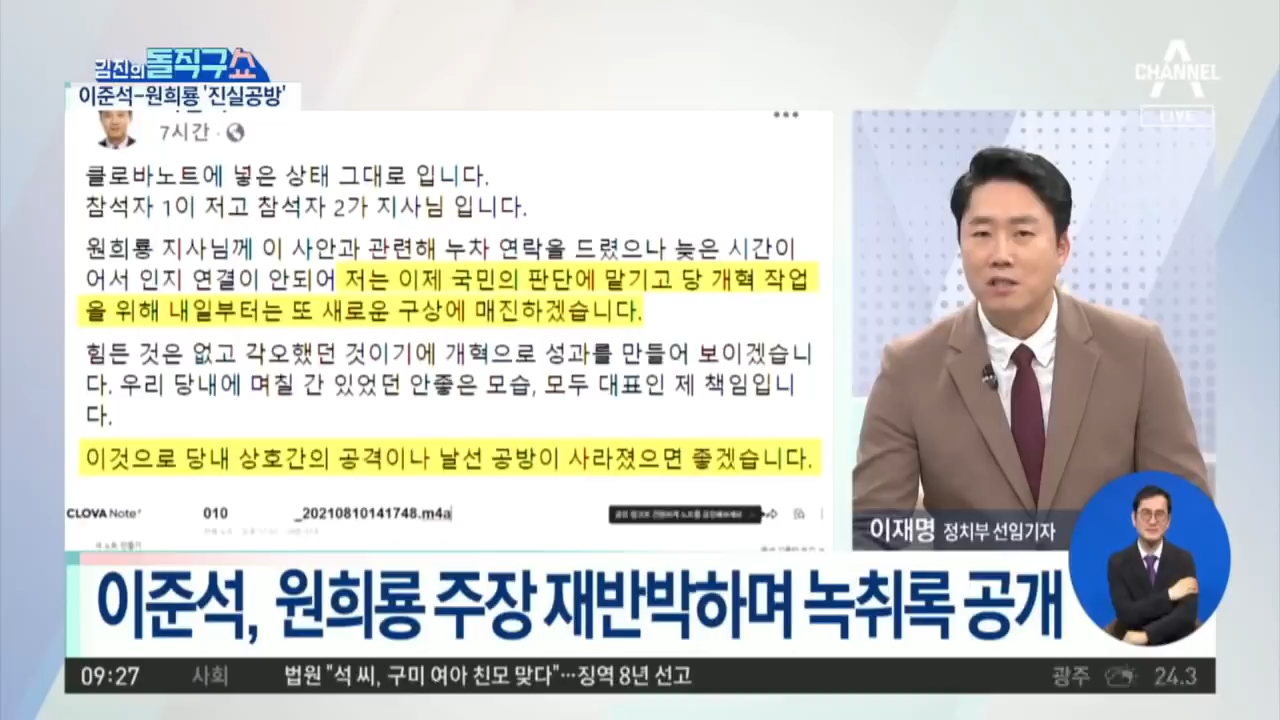 김진의 돌직구쇼
이준석-원희룡 '진실공방'
CHANNEL A
LIVE
7시간
클로바노트에 넣은 상태 그대로 입니다.
참석자 1이 저고 참석자 2가 지사님 입니다.
원희룡 지사님께 이 사안과 관련해 누차 연락을 드렸으나 늦은 시간이
어서 인지 연결이 안되어 저는 이제 국민의 판단에 맡기고 당 개혁 작업
을 위해 내일부터는 또 새로운 구상에 매진하겠습니다.
힘든 것은 없고 각오했던 것이기에 개혁으로 성과를 만들어 보이겠습니
다. 우리 당내에 며칠 간 있었던 안좋은 모습, 모두 대표인 제 책임입니
다.
이것으로 당내 상호간의 공격이나 날선 공방이 사라졌으면 좋겠습니다.
CLOVA Note
010 _20210810141748.m4a
새 노트 만들기
이재명 정치부 선임기자
이준석, 원희룡 주장 재반박하며 녹취록 공개
09:27 사회 법원 "석 씨, 구미 여아 친모 맞다"…징역 8년 선고 광주 24.3